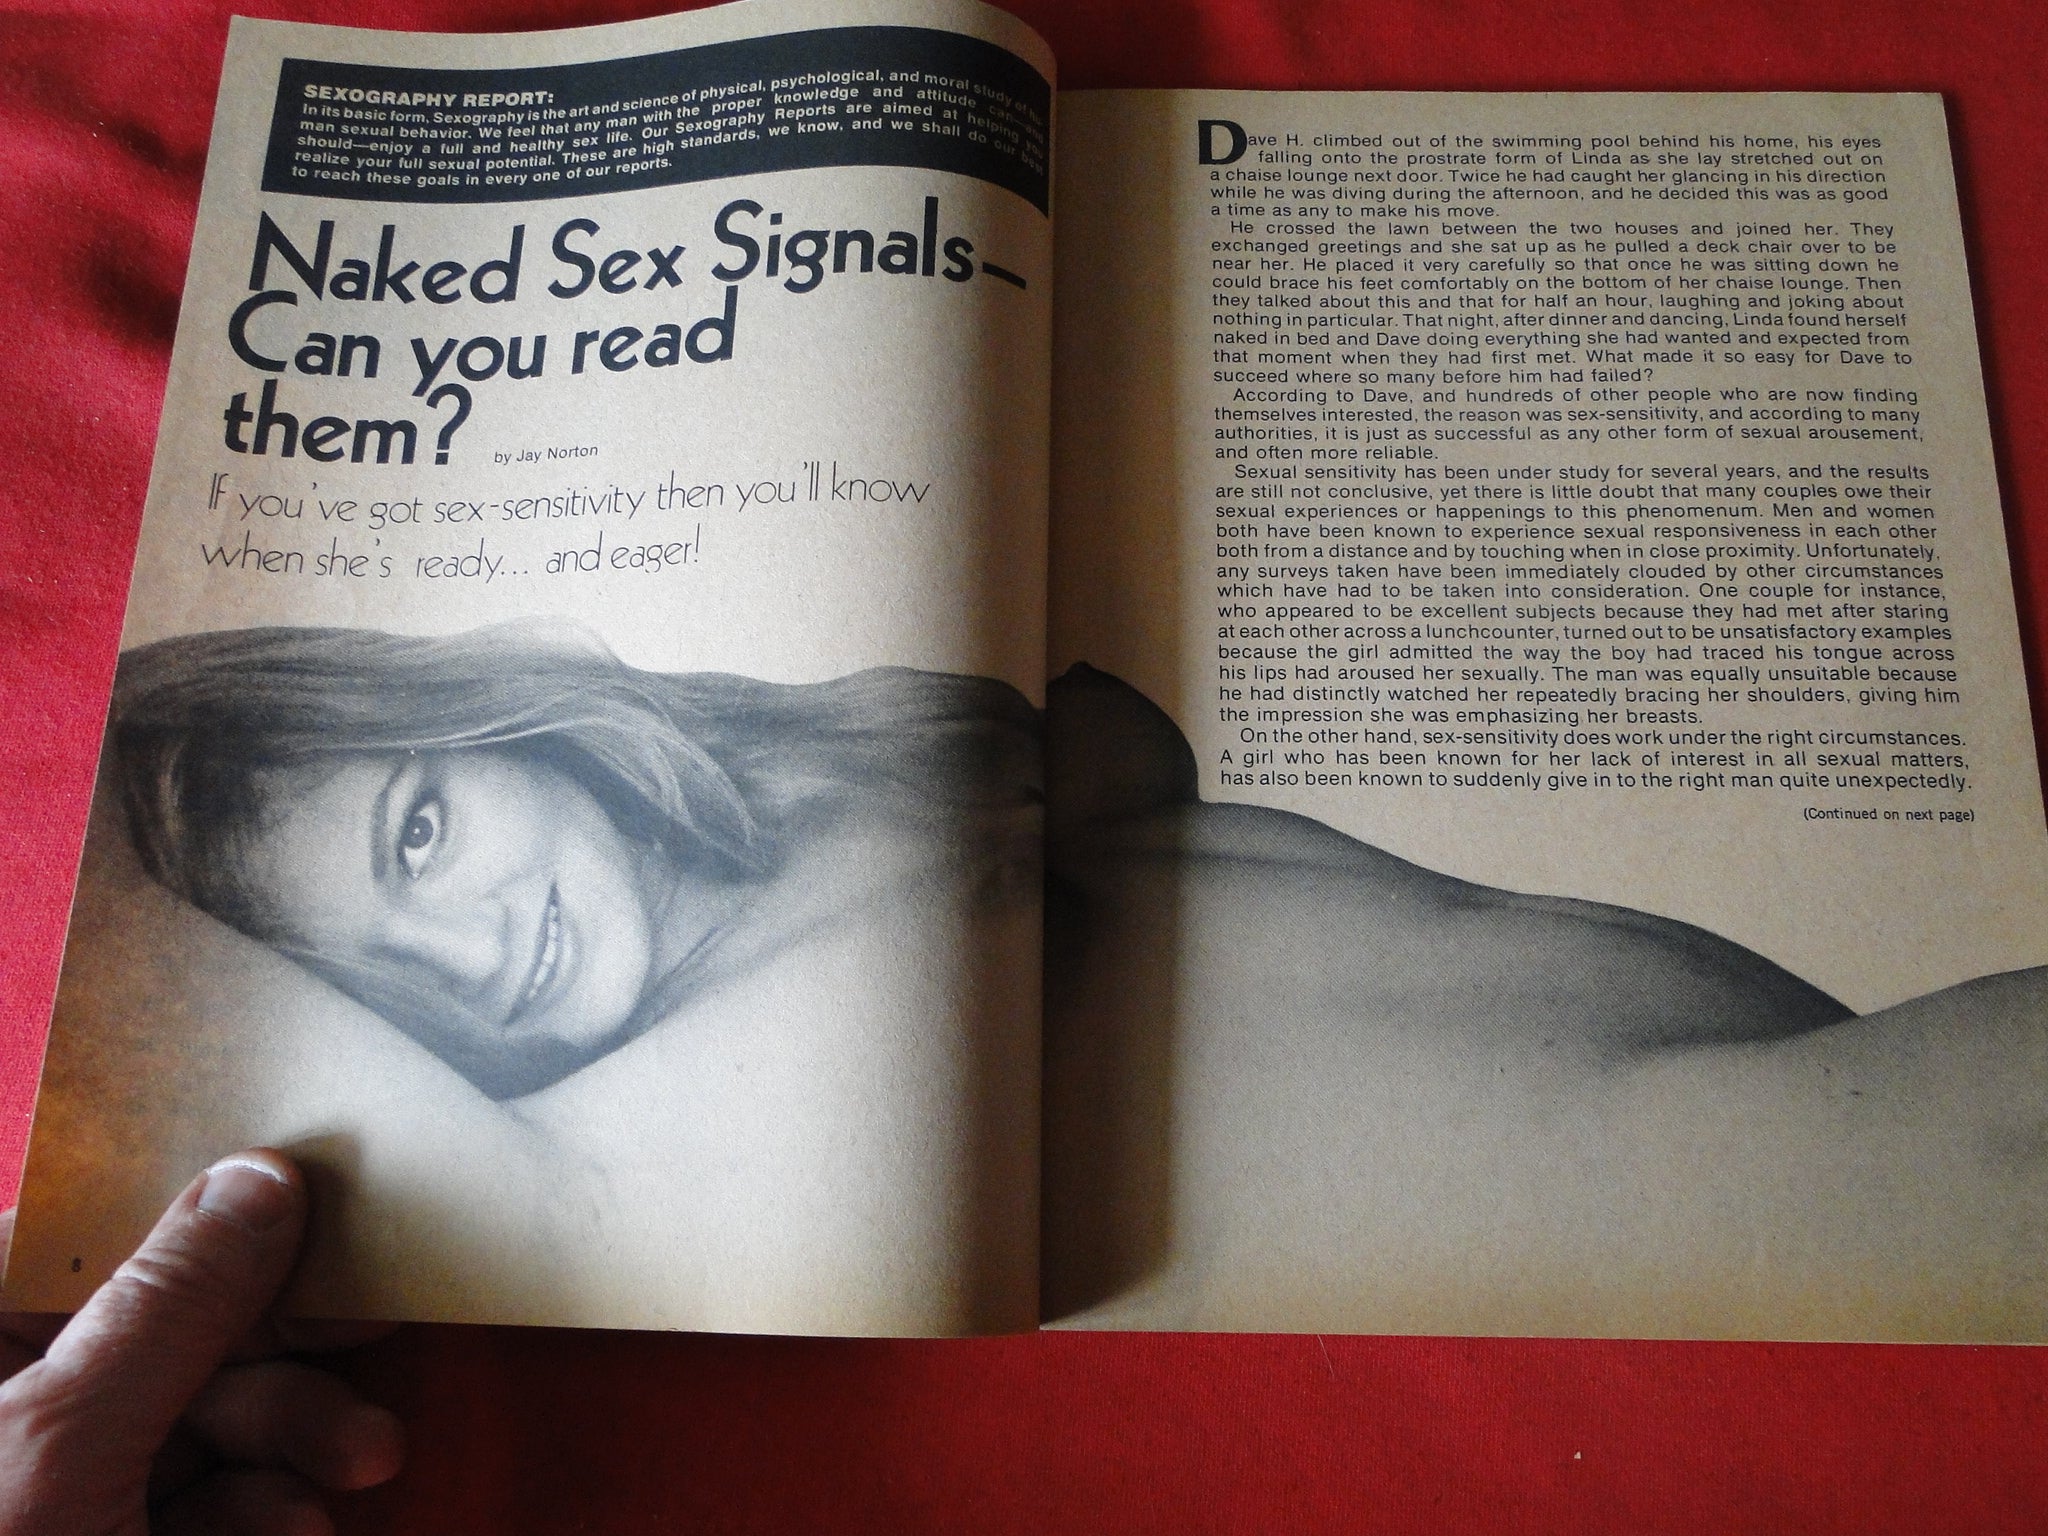 SEXOGRAPHY REPORT:
In its basic form, Sexography is the art and science of physical, psychological, and moral study of hu-
man sexual behavior. We feel that any man with the proper knowledge and attitude can—and
should—enjoy a full and healthy sex life. Our Sexography Reports are aimed at helping you
realize your full sexual potential. These are high standards, we know, and we shall do our best
to reach these goals in every one of our reports.
Naked Sex Signals—
Can you read
them?
by Jay Norton
If you've got sex-sensitivity then you'll know
when she's ready... and eager!
8
Dave H. climbed out of the swimming pool behind his home, his eyes
falling onto the prostrate form of Linda as she lay stretched out on
a chaise lounge next door. Twice he had caught her glancing in his direction
while he was diving during the afternoon, and he decided this was as good
a time as any to make his move.
He crossed the lawn between the two houses and joined her. They
exchanged greetings and she sat up as he pulled a deck chair over to be
near her. He placed it very carefully so that once he was sitting down he
could brace his feet comfortably on the bottom of her chaise lounge. Then
they talked about this and that for half an hour, laughing and joking about
nothing in particular. That night, after dinner and dancing, Linda found herself
naked in bed and Dave doing everything she had wanted and expected from
that moment when they had first met. What made it so easy for Dave to
succeed where so many before him had failed?
According to Dave, and hundreds of other people who are now finding
themselves interested, the reason was sex-sensitivity, and according to many
authorities, it is just as successful as any other form of sexual arousement,
and often more reliable.
Sexual sensitivity has been under study for several years, and the results
are still not conclusive, yet there is little doubt that many couples owe their
sexual experiences or happenings to this phenomenum. Men and women
both have been known to experience sexual responsiveness in each other
both from a distance and by touching when in close proximity. Unfortunately,
any surveys taken have been immediately clouded by other circumstances
which have had to be taken into consideration. One couple for instance,
who appeared to be excellent subjects because they had met after staring
at each other across a lunchcounter, turned out to be unsatisfactory examples
because the girl admitted the way the boy had traced his tongue across
his lips had aroused her sexually. The man was equally unsuitable because
he had distinctly watched her repeatedly bracing her shoulders, giving him
the impression she was emphasizing her breasts.
On the other hand, sex-sensitivity does work under the right circumstances.
A girl who has been known for her lack of interest in all sexual matters,
has also been known to suddenly give in to the right man quite unexpectedly.
(Continued on next page)